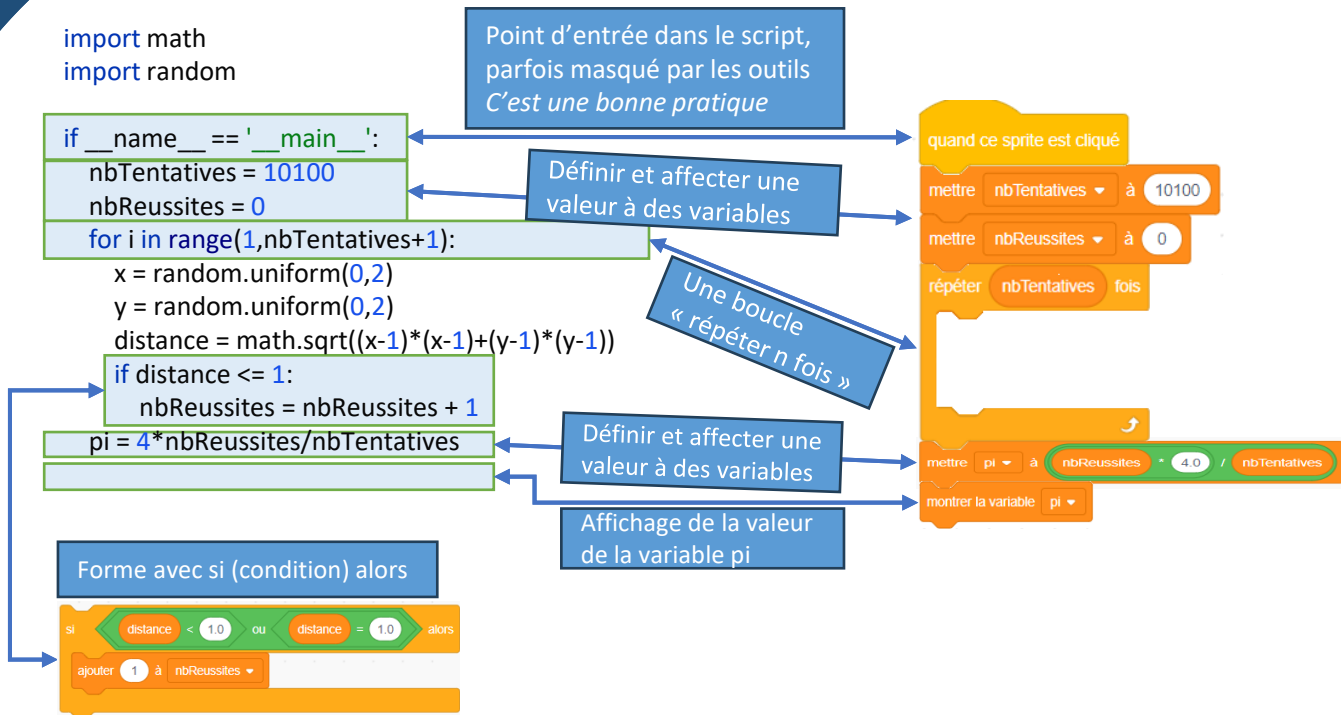 import math
import random
Point d’entrée dans le script,
parfois masqué par les outils
C’est une bonne pratique
if __name__ == '__main__':
nbTentatives = 10100
nbReussites = 0
for i in range(1,nbTentatives+1):
x = random.uniform(0,2)
y = random.uniform(0,2)
distance = math.sqrt((x-1)*(x-1)+(y-1)*(y-1))
if distance <= 1:
nbReussites = nbReussites + 1
pi = 4*nbReussites/nbTentatives
Définir et affecter une
valeur à des variables
Une boucle
« répéter n fois »
Définir et affecter une
valeur à des variables
Affichage de la valeur
de la variable pi
quand ce sprite est cliqué
mettre nbTentatives à 10100
mettre nbReussites à 0
répéter nbTentatives fois
mettre pi à nbReussites * 4.0 / nbTentatives
montrer la variable pi
Forme avec si (condition) alors
si distance < 1.0 ou distance = 1.0 alors
ajouter 1 à nbReussites